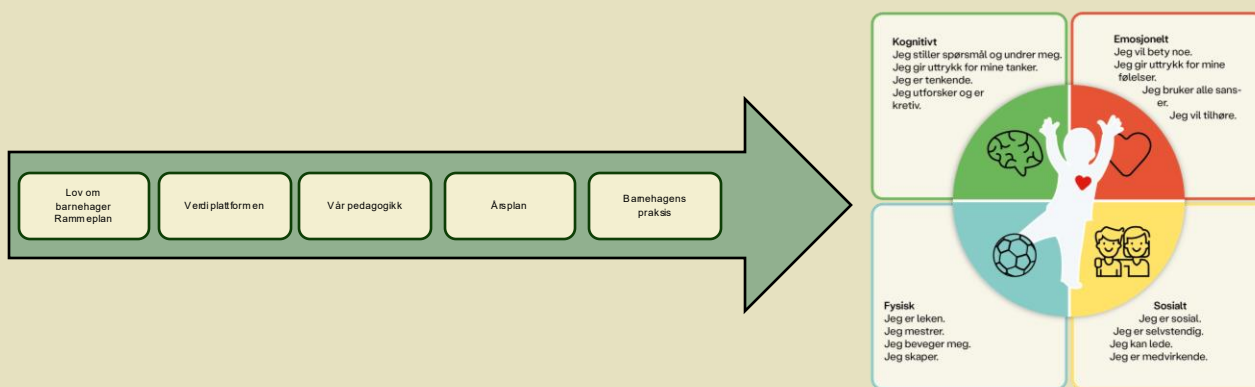 Lov om
barnehager
Rammeplan
Verdiplattformen
Vår pedagogikk
Årsplan
Barnehagens
praksis
Kognitivt
Jeg stiller spørsmål og undrer meg.
Jeg gir uttrykk for mine tanker.
Jeg er tenkende.
Jeg utforsker og er
kretiv.
Emosjonelt
Jeg vil bety noe.
Jeg gir uttrykk for mine
følelser.
Jeg bruker alle sans-
er.
Jeg vil tilhøre.
Fysisk
Jeg er leken.
Jeg mestrer.
Jeg beveger meg.
Jeg skaper.
Sosialt
Jeg er sosial.
Jeg er selvstendig.
Jeg kan lede.
Jeg er medvirkende.